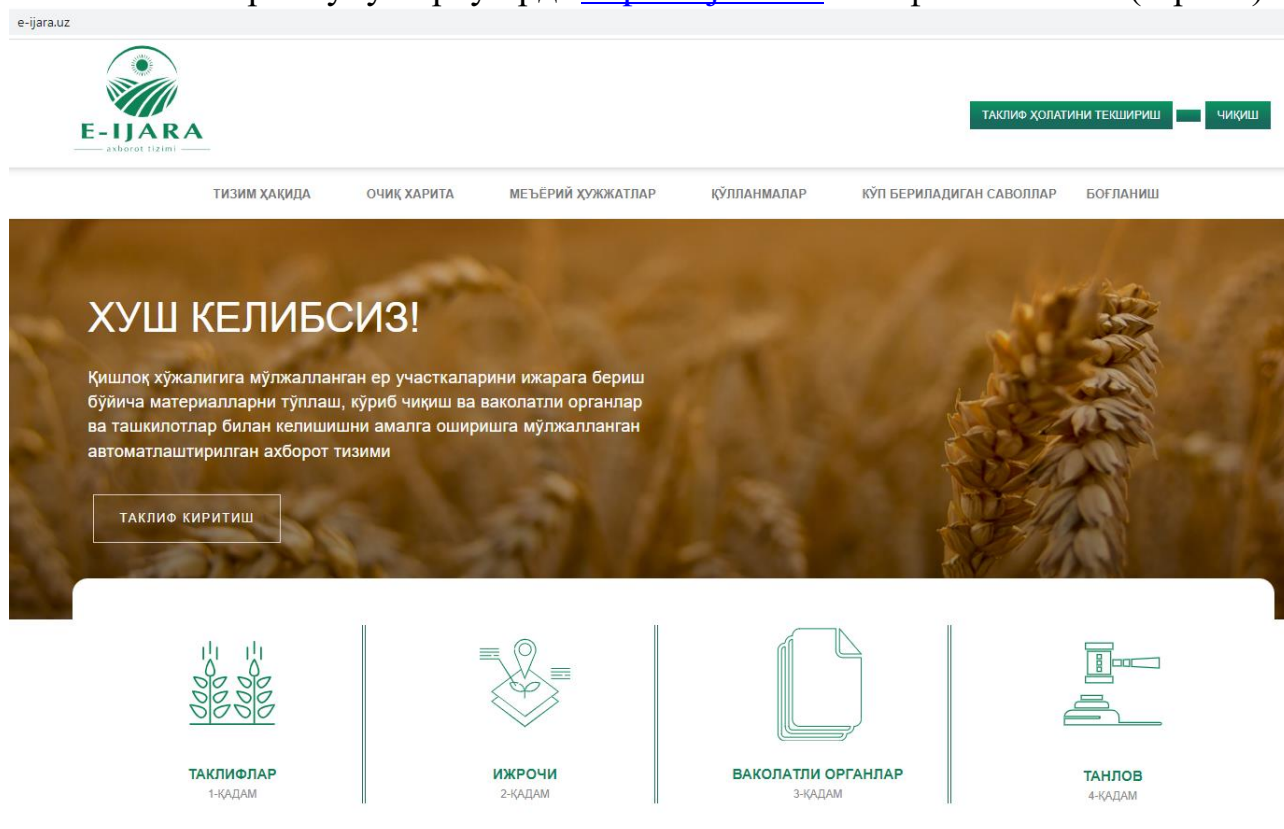 e-ijara.uz
E-IJARA
axborot tizimi
ТАКЛИФ ҲОЛАТИНИ ТЕКШИРИШ ЧИҚИШ
ТИЗИМ ҲАҚИДА ОЧИҚ ХАРИТА МЕЪЁРИЙ ҲУЖЖАТЛАР ҚЎЛЛАНМАЛАР КЎП БЕРИЛАДИГАН САВОЛЛАР БОҒЛАНИШ
ХУШ КЕЛИБСИЗ!
Қишлоқ хўжалигига мўлжалланган ер участкаларини ижарага бериш
бўйича материалларни тўплаш, кўриб чиқиш ва ваколатли органлар
ва ташкилотлар билан келишишни амалга оширишга мўлжалланган
автоматлаштирилган ахборот тизими
ТАКЛИФ КИРИТИШ
ТАКЛИФЛАР ИЖРОЧИ ВАКОЛАТЛИ ОРГАНЛАР ТАНЛОВ
1-ҚАДАМ 2-ҚАДАМ 3-ҚАДАМ 4-ҚАДАМ